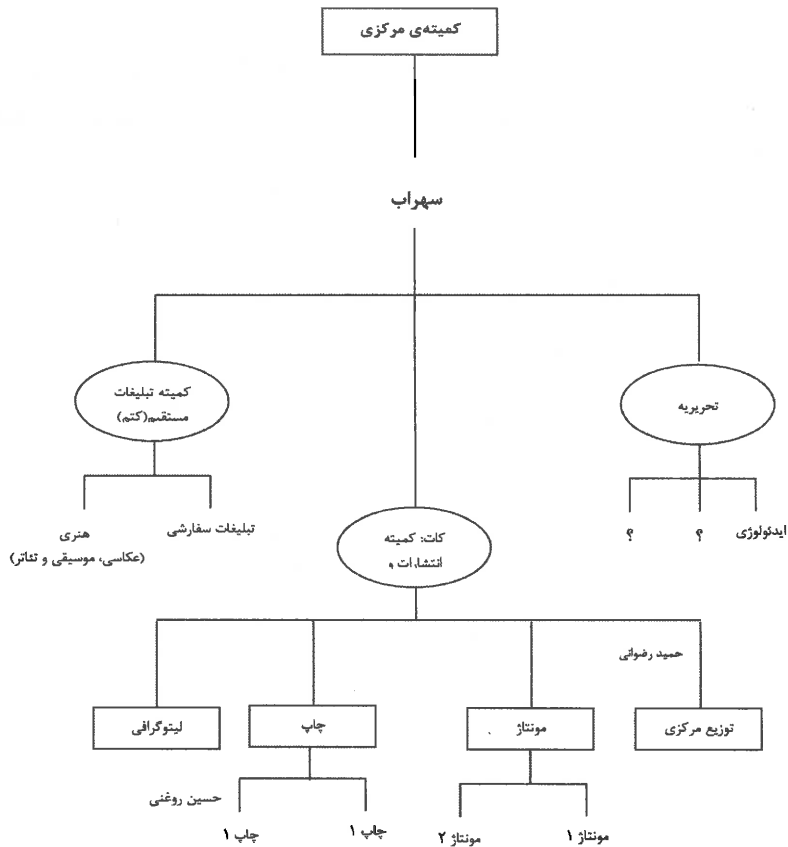 کمیته‌ی مرکزی
سهراب
تحریریه
کمیته تبلیغات
مستقیم(کتم)
ایدئولوژی
؟
؟
تبلیغات سفارشی
هنری
(عکاسی، موسیقی و تئاتر)
کات: کمیته
انتشارات و
حمید رضوانی
توزیع مرکزی
مونتاژ
چاپ
لیتوگرافی
حسین روغنی
مونتاژ ۱
مونتاژ ۲
چاپ ۱
چاپ ۱